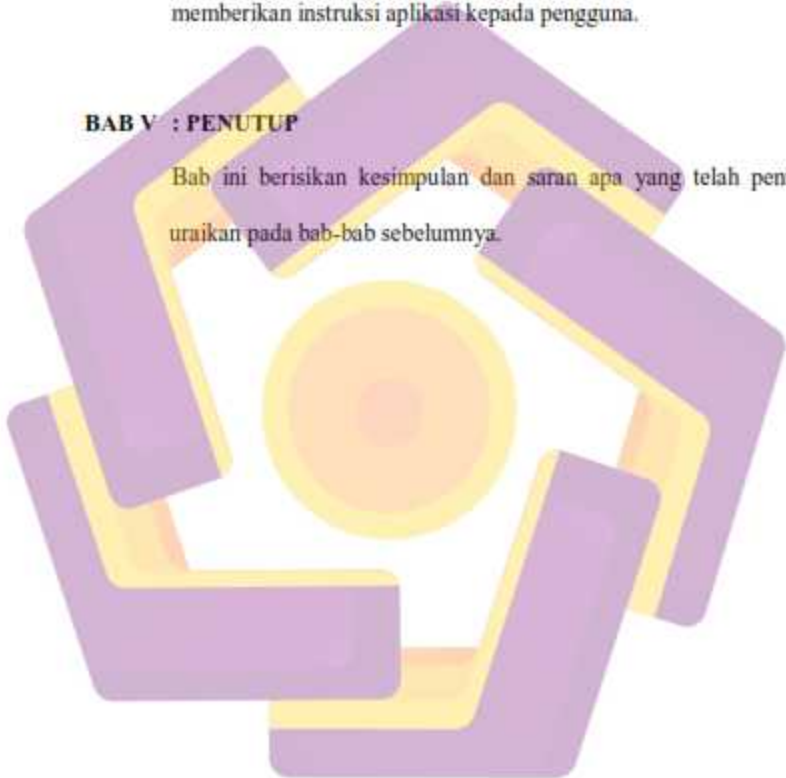 memberikan instruksi aplikasi kepada pengguna.
BAB V : PENUTUP
Bab ini berisikan kesimpulan dan saran apa yang telah pen
uraikan pada bab-bab sebelumnya.